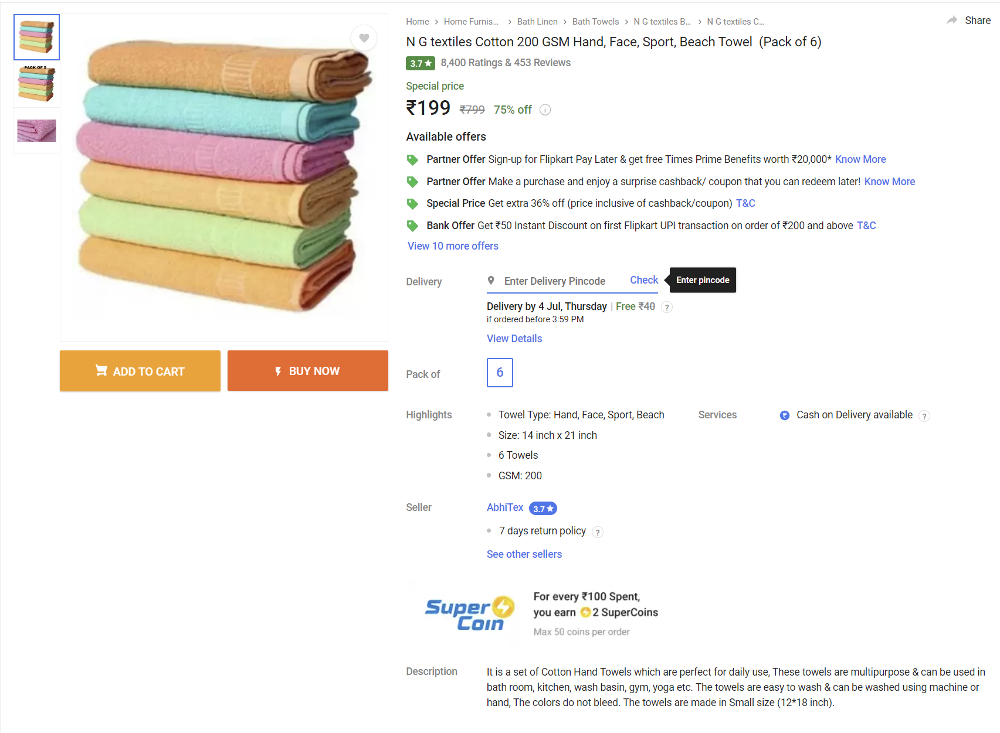 Home > Home Furnis... > Bath Linen > Bath Towels > N G textiles B... > N G textiles C...
Share
N G textiles Cotton 200 GSM Hand, Face, Sport, Beach Towel (Pack of 6)
3.7★ 8,400 Ratings & 453 Reviews
PACK OF 5
Special price
₹199 ₹799 75% off
Available offers
Partner Offer Sign-up for Flipkart Pay Later & get free Times Prime Benefits worth ₹20,000* Know More
Partner Offer Make a purchase and enjoy a surprise cashback/ coupon that you can redeem later! Know More
Special Price Get extra 36% off (price inclusive of cashback/coupon) T&C
Bank Offer Get ₹50 Instant Discount on first Flipkart UPI transaction on order of ₹200 and above T&C
View 10 more offers
Delivery
Enter Delivery Pincode Check
Enter pincode
Delivery by 4 Jul, Thursday | Free ₹40 ?
if ordered before 3:59 PM
View Details
ADD TO CART
BUY NOW
Pack of 6
Highlights
Towel Type: Hand, Face, Sport, Beach
Size: 14 inch x 21 inch
6 Towels
GSM: 200
Services
₹ Cash on Delivery available ?
Seller
AbhiTex 3.7★
7 days return policy ?
See other sellers
Super Coin
For every ₹100 Spent,
you earn 2 SuperCoins
Max 50 coins per order
Description
It is a set of Cotton Hand Towels which are perfect for daily use, These towels are multipurpose & can be used in
bath room, kitchen, wash basin, gym, yoga etc. The towels are easy to wash & can be washed using machine or
hand, The colors do not bleed. The towels are made in Small size (12*18 inch).